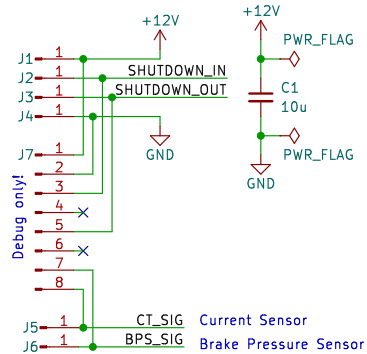 +12V
+12V
PWR_FLAG
J1 1
J2 1 SHUTDOWN_IN
J3 1 SHUTDOWN_OUT
C1
10u
J4 1
GND
PWR_FLAG
GND
J7 1
2
3
4
5
6
7
8
Debug only!
J5 1 CT_SIG Current Sensor
J6 1 BPS_SIG Brake Pressure Sensor